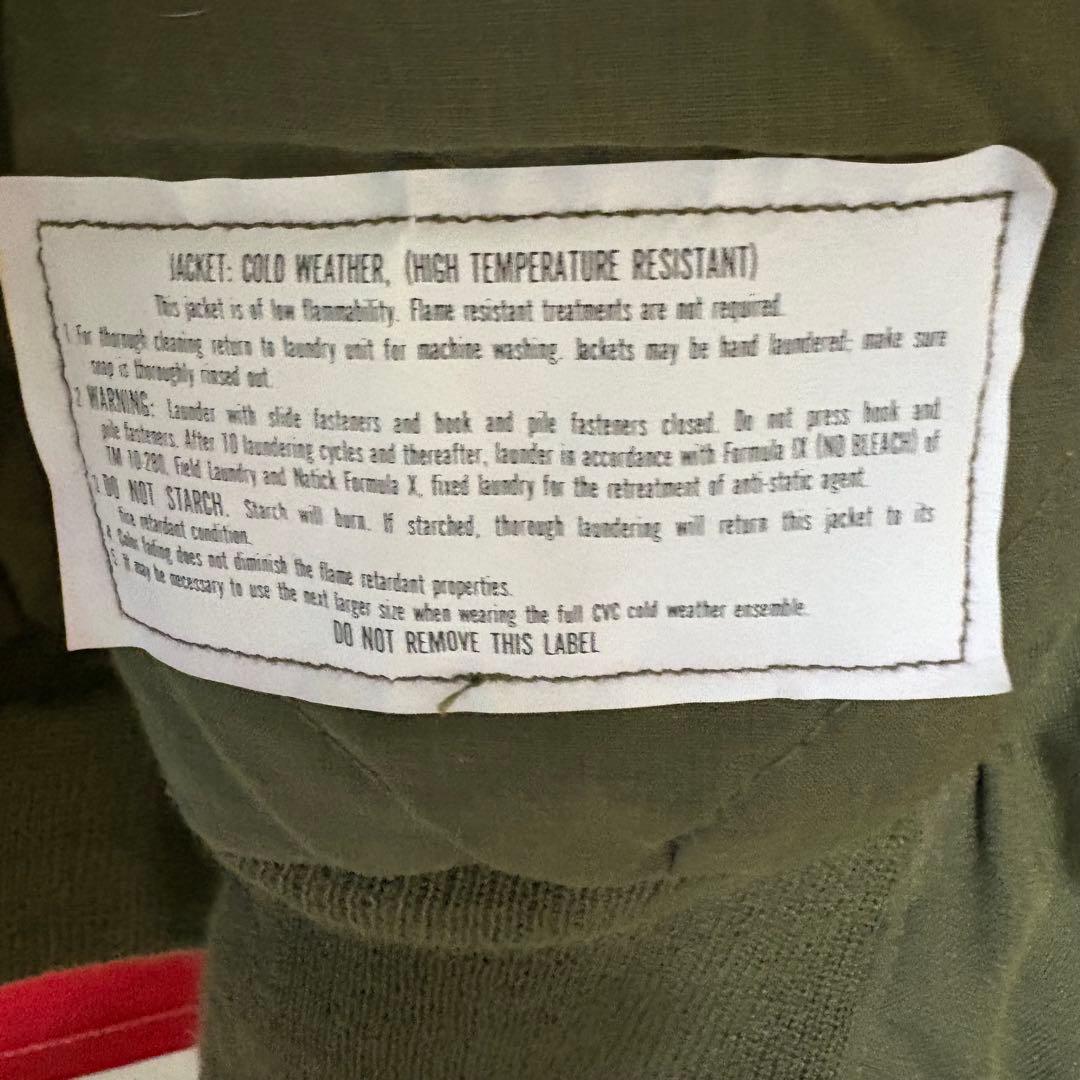 JACKET: COLD WEATHER, (HIGH TEMPERATURE RESISTANT)
This jacket is of low flammability. Flame resistant treatments are not required.
1. For thorough cleaning return to laundry unit for machine washing. Jackets may be hand laundered; make sure
soap is thoroughly rinsed out.
2. WARNING: Launder with slide fasteners and hook and pile fasteners closed. Do not press hook and
pile fasteners. After 10 laundering cycles and thereafter, launder in accordance with Formula IX (NO BLEACH) of
TM 10-280, Field Laundry and Natick Formula X, fixed laundry for the retreatment of anti-static agent.
3. DO NOT STARCH. Starch will burn. If starched, thorough laundering will return this jacket to its
fire retardant condition.
4. Color fading does not diminish the flame retardant properties.
5. It may be necessary to use the next larger size when wearing the full CVC cold weather ensemble.
DO NOT REMOVE THIS LABEL